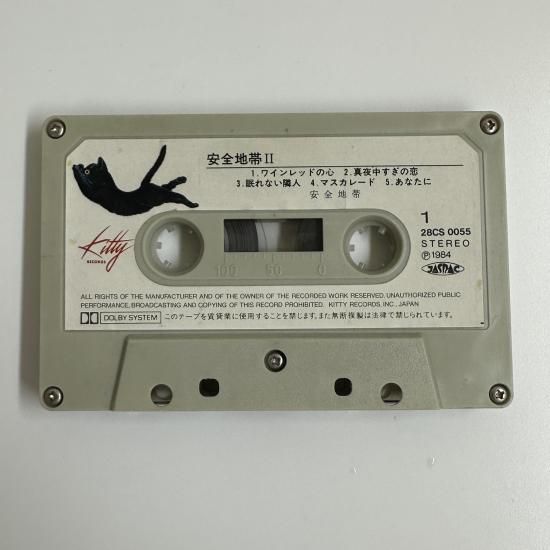 安全地帯II
1.ワインレッドの心 2.真夜中すぎの恋
3.眠れない隣人 4.マスカレード 5.あなたに
安全地帯
Kitty
RECORDS
1
28CS 0055
STEREO
Ⓟ1984
JASRAC
100 50 0
ALL RIGHTS OF THE MANUFACTURER AND OF THE OWNER OF THE RECORDED WORK RESERVED. UNAUTHORIZED PUBLIC
PERFORMANCE, BROADCASTING AND COPYING OF THIS RECORD PROHIBITED. KITTY RECORDS, INC., JAPAN
DOLBY SYSTEM このテープを賃貸業に使用することを禁じます。また無断複製は法律で禁じられています。